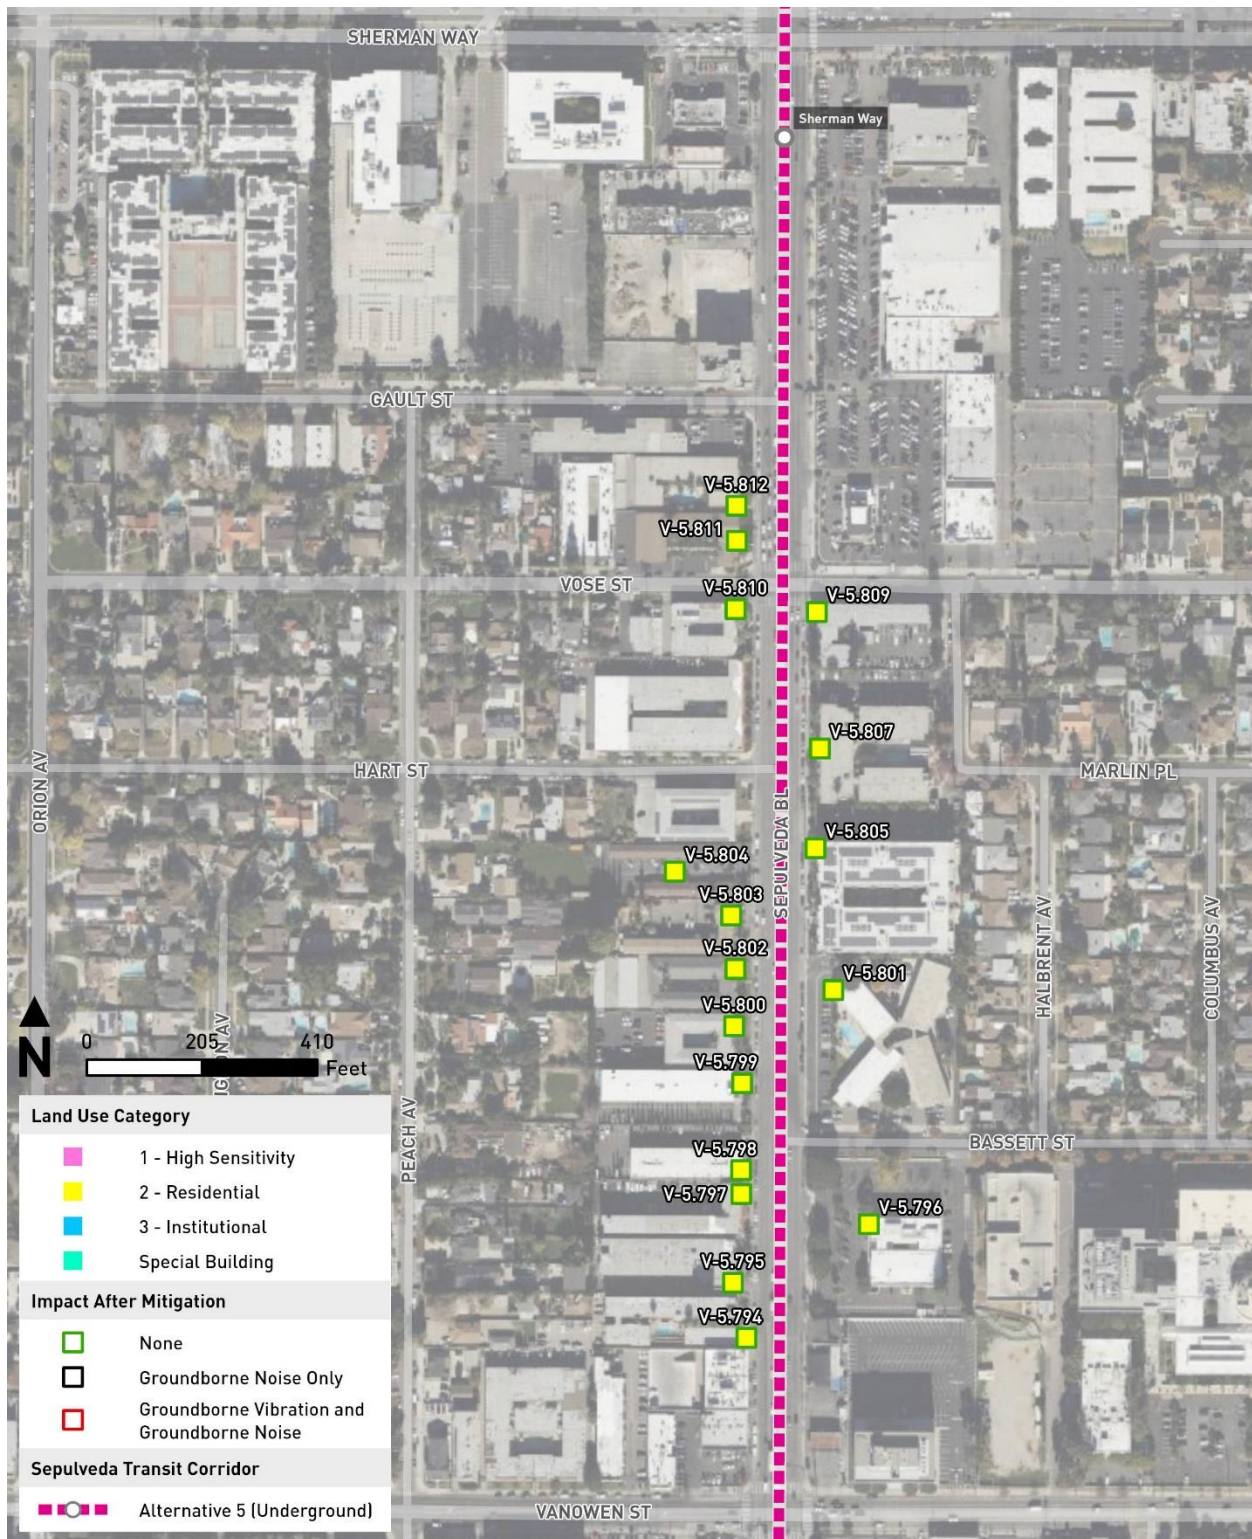 SHERMAN WAY
Sherman Way
GAULT ST
V-5.812
V-5.811
VOSE ST
V-5.810
V-5.809
V-5.807
HART ST
MARLIN PL
ORION AV
SEPULVEDA BL
V-5.805
V-5.804
V-5.803
V-5.802
V-5.801
HALBRENT AV
COLUMBUS AV
V-5.800
N
0 205 410
Feet
V-5.799
PEACH AV
BASSETT ST
V-5.798
V-5.797
V-5.796
V-5.795
V-5.794
Land Use Category
1 - High Sensitivity
2 - Residential
3 - Institutional
Special Building
Impact After Mitigation
None
Groundborne Noise Only
Groundborne Vibration and
Groundborne Noise
Sepulveda Transit Corridor
Alternative 5 (Underground)
VANOWEN ST